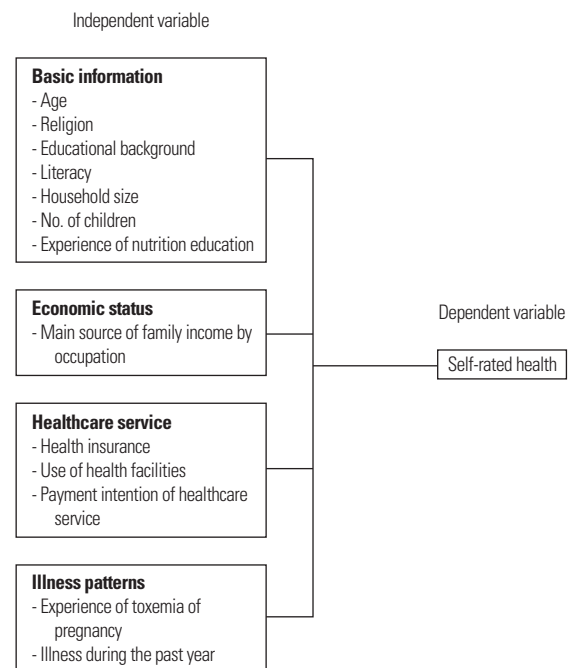 Independent variable
Basic information
- Age
- Religion
- Educational background
- Literacy
- Household size
- No. of children
- Experience of nutrition education
Economic status
- Main source of family income by
occupation
Dependent variable
Self-rated health
Healthcare service
- Health insurance
- Use of health facilities
- Payment intention of healthcare
service
Illness patterns
- Experience of toxemia of
pregnancy
- Illness during the past year